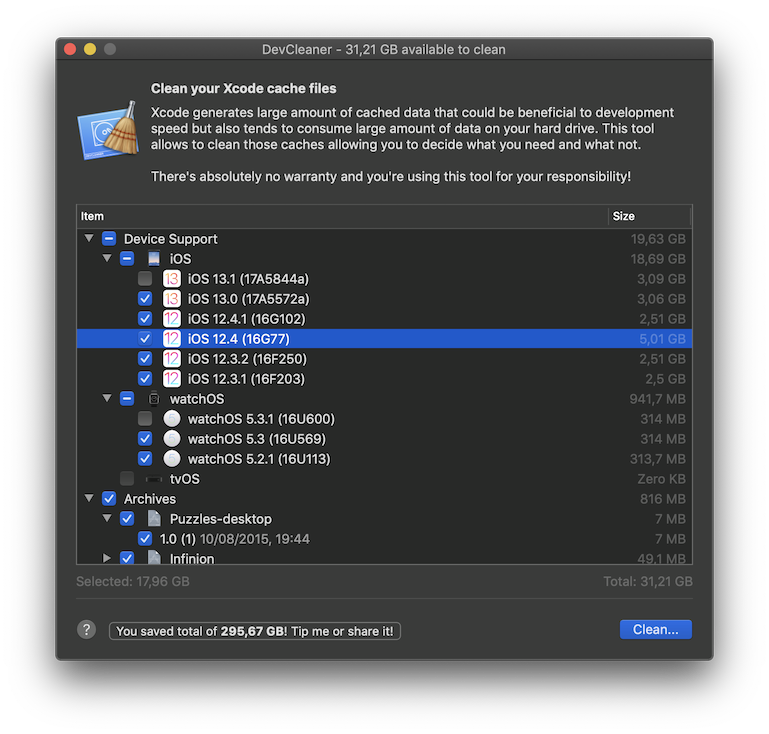 DevCleaner - 31,21 GB available to clean
Clean your Xcode cache files
Xcode generates large amount of cached data that could be beneficial to development
speed but also tends to consume large amount of data on your hard drive. This tool
allows to clean those caches allowing you to decide what you need and what not.
There's absolutely no warranty and you're using this tool for your responsibility!
Item Size
Device Support 19,63 GB
iOS 18,69 GB
13 iOS 13.1 (17A5844a) 3,09 GB
13 iOS 13.0 (17A5572a) 3,06 GB
12 iOS 12.4.1 (16G102) 2,51 GB
12 iOS 12.4 (16G77) 5,01 GB
12 iOS 12.3.2 (16F250) 2,51 GB
12 iOS 12.3.1 (16F203) 2,5 GB
watchOS 941,7 MB
watchOS 5.3.1 (16U600) 314 MB
watchOS 5.3 (16U569) 314 MB
watchOS 5.2.1 (16U113) 313,7 MB
tvOS Zero KB
Archives 816 MB
Puzzles-desktop 7 MB
1.0 (1) 10/08/2015, 19:44 7 MB
Infinion 49,1 MB
Selected: 17,96 GB Total: 31,21 GB
? You saved total of 295,67 GB! Tip me or share it! Clean...